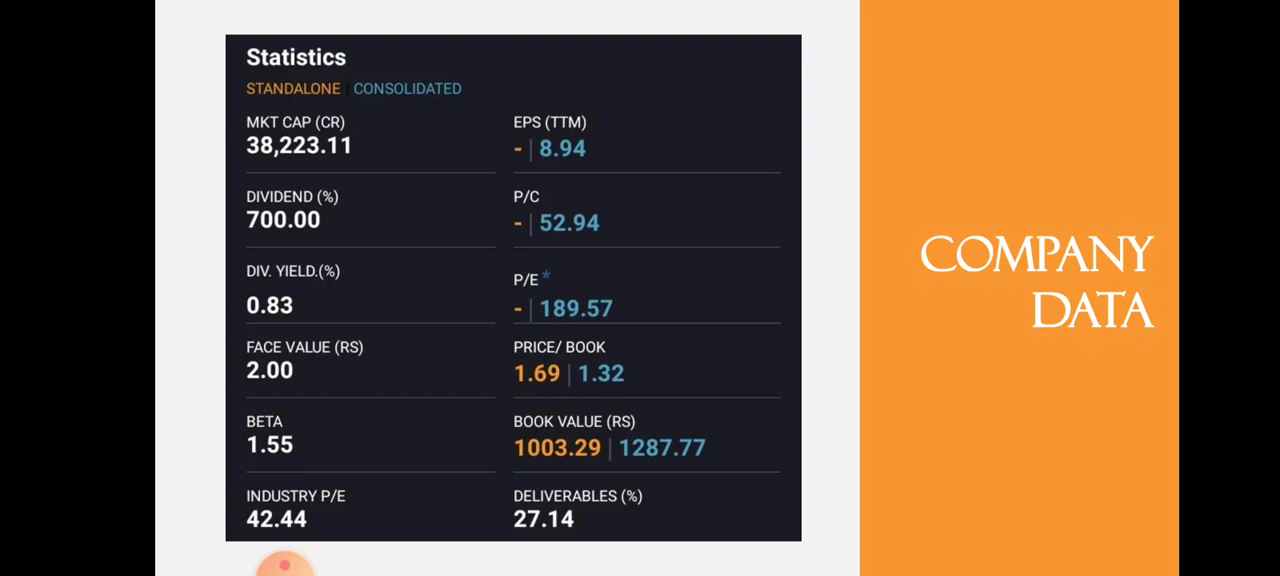 Statistics
STANDALONE | CONSOLIDATED
MKT CAP (CR)
38,223.11
EPS (TTM)
- | 8.94
DIVIDEND (%)
700.00
P/C
- | 52.94
DIV. YIELD.(%)
0.83
P/E *
- | 189.57
FACE VALUE (RS)
2.00
PRICE/ BOOK
1.69 | 1.32
BETA
1.55
BOOK VALUE (RS)
1003.29 | 1287.77
INDUSTRY P/E
42.44
DELIVERABLES (%)
27.14
COMPANY
DATA